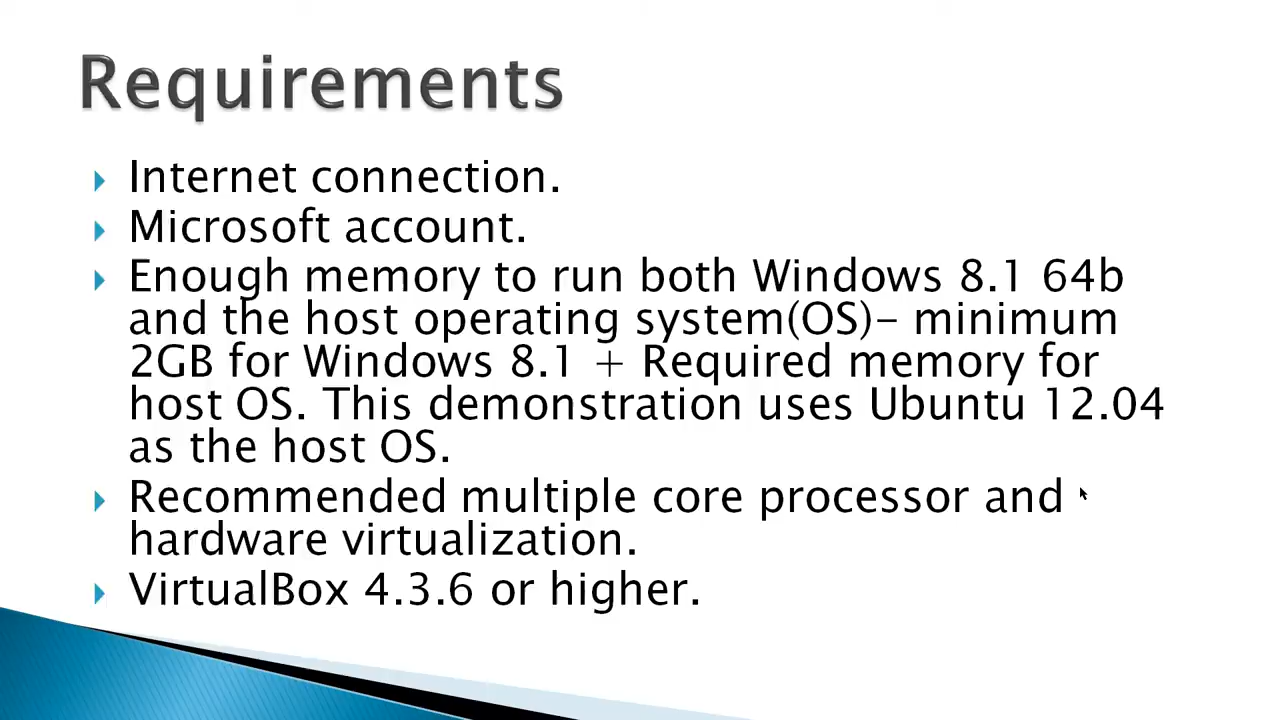 Requirements
Internet connection.
Microsoft account.
Enough memory to run both Windows 8.1 64b
and the host operating system(OS)– minimum
2GB for Windows 8.1 + Required memory for
host OS. This demonstration uses Ubuntu 12.04
as the host OS.
Recommended multiple core processor and
hardware virtualization.
VirtualBox 4.3.6 or higher.